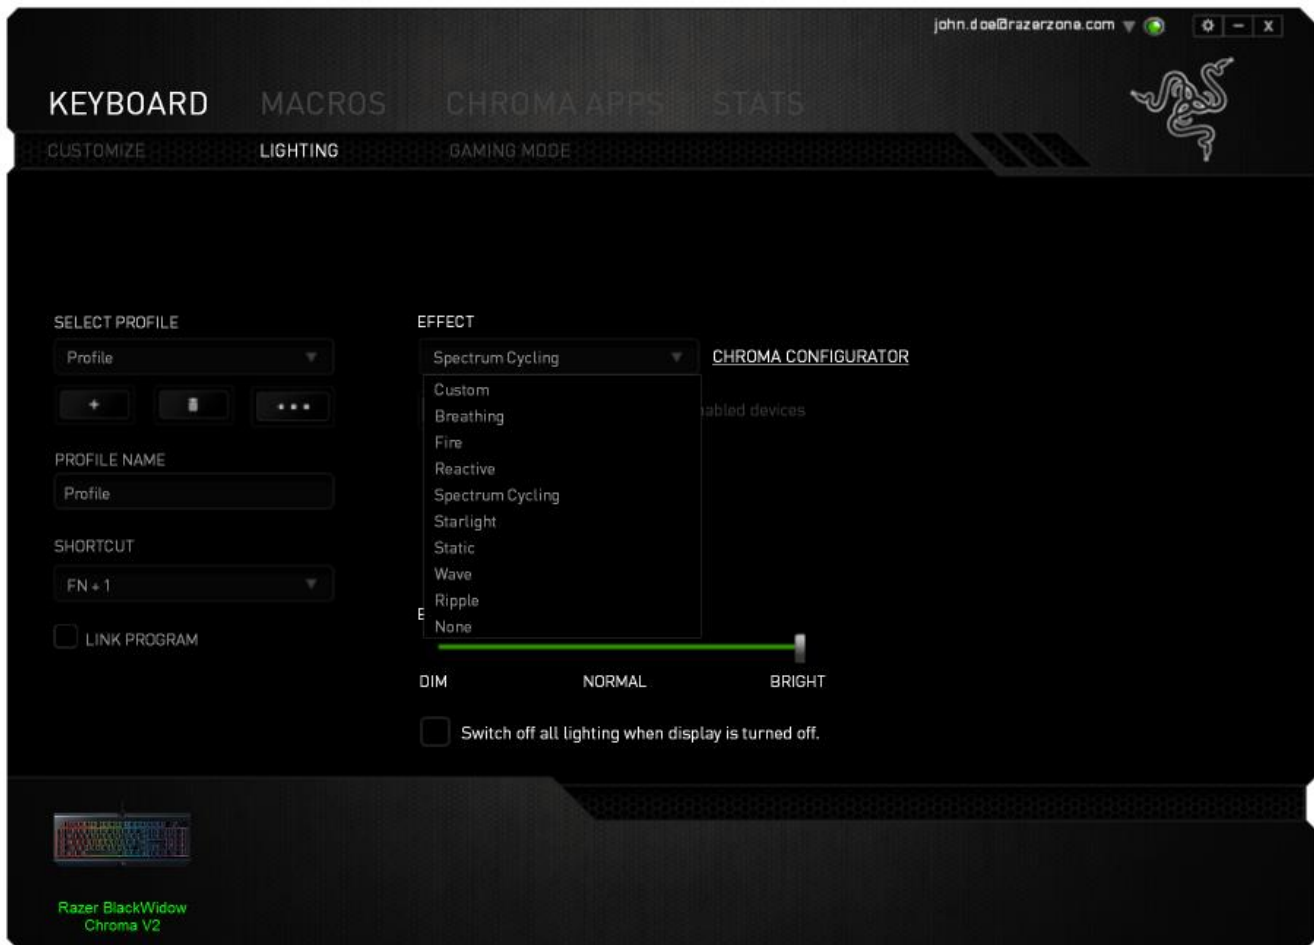 john.doe@razerzone.com
KEYBOARD MACROS CHROMA APPS STATS
CUSTOMIZE LIGHTING GAMING MODE
SELECT PROFILE
Profile
PROFILE NAME
Profile
SHORTCUT
FN + 1
LINK PROGRAM
EFFECT
Spectrum Cycling
CHROMA CONFIGURATOR
Custom
Breathing
Fire
Reactive
Spectrum Cycling
Starlight
Static
Wave
Ripple
None
devices
DIM NORMAL BRIGHT
Switch off all lighting when display is turned off.
Razer BlackWidow
Chroma V2